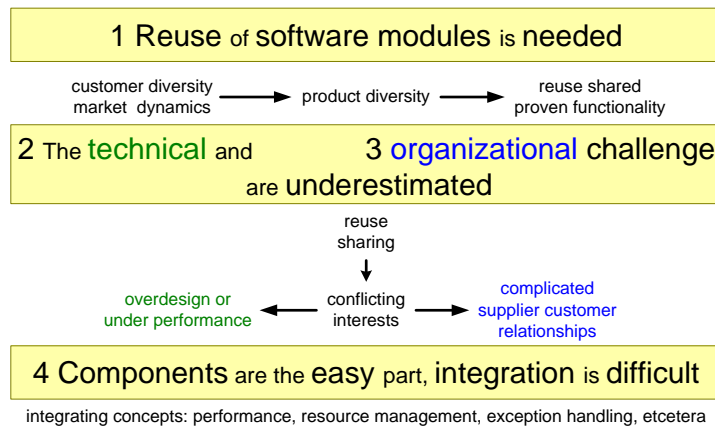 1 Reuse of software modules is needed
customer diversity
market dynamics
product diversity
reuse shared
proven functionality
2 The technical and 3 organizational challenge
are underestimated
reuse
sharing
overdesign or
under performance
conflicting
interests
complicated
supplier customer
relationships
4 Components are the easy part, integration is difficult
integrating concepts: performance, resource management, exception handling, etcetera